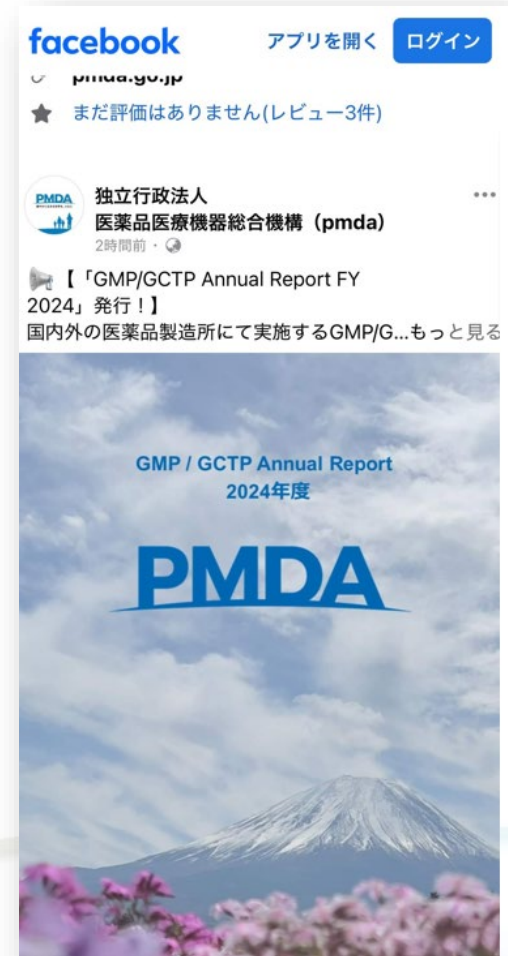 facebook アプリを開く ログイン
pmda.go.jp
まだ評価はありません(レビュー3件)
PMDA
独立行政法人
医薬品医療機器総合機構（pmda）
2時間前・
【「GMP/GCTP Annual Report FY
2024」発行！】
国内外の医薬品製造所にて実施するGMP/G...もっと見る
GMP / GCTP Annual Report
2024年度
PMDA